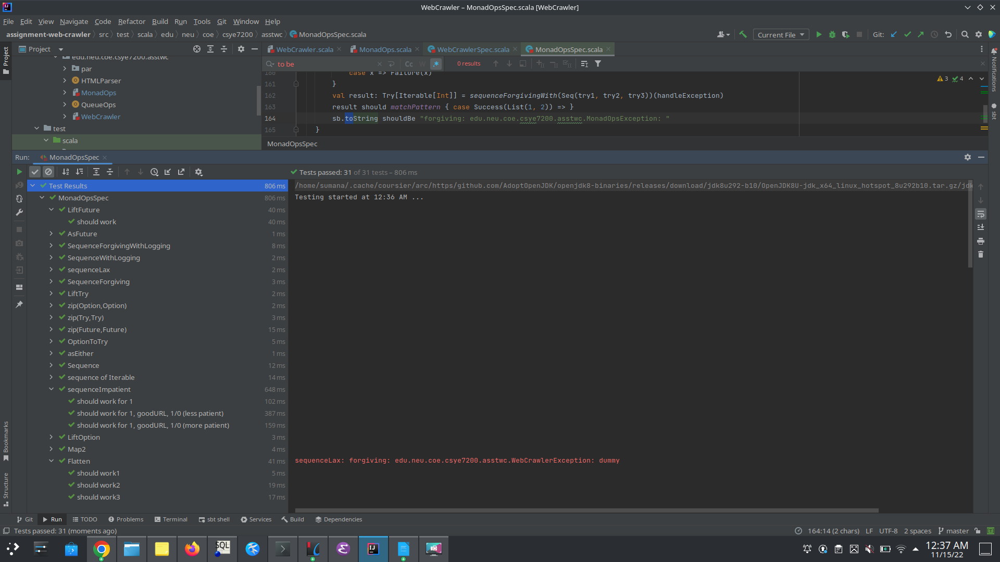 WebCrawler – MonadOpsSpec.scala [WebCrawler]
File Edit View Navigate Code Refactor Build Run Tools Git Window Help
assignment-web-crawler src test scala edu neu coe csye7200 asstwc MonadOpsSpec.scala
Current File
Git:
Project
WebCrawler.scala MonadOps.scala WebCrawlerSpec.scala MonadOpsSpec.scala
edu.neu.coe.csye7200.asstwc
par
HTMLParser
MonadOps
QueueOps
WebCrawler
test
scala
to be
Cc W .* 0 results
160 case x => Failure(x)
161 }
162 val result: Try[Iterable[Int]] = sequenceForgivingWith(Seq(try1, try2, try3))(handleException)
163 result should matchPattern { case Success(List(1, 2)) => }
164 sb.toString shouldBe "forgiving: edu.neu.coe.csye7200.asstwc.MonadOpsException: "
165 }
3 4
MonadOpsSpec
Run: MonadOpsSpec
Tests passed: 31 of 31 tests – 806 ms
Test Results 806 ms
MonadOpsSpec 806 ms
LiftFuture 40 ms
should work 40 ms
AsFuture 1 ms
SequenceForgivingWithLogging 8 ms
SequenceWithLogging 2 ms
sequenceLax 2 ms
SequenceForgiving 3 ms
LiftTry 2 ms
zip(Option,Option) 2 ms
zip(Try,Try) 3 ms
zip(Future,Future) 15 ms
OptionToTry 5 ms
asEither 1 ms
Sequence 12 ms
sequence of Iterable 14 ms
sequenceImpatient 648 ms
should work for 1 102 ms
should work for 1, goodURL, 1/0 (less patient) 387 ms
should work for 1, goodURL, 1/0 (more patient) 159 ms
LiftOption 3 ms
Map2 4 ms
Flatten 41 ms
should work1 5 ms
should work2 19 ms
should work3 17 ms
/home/sumana/.cache/coursier/arc/https/github.com/AdoptOpenJDK/openjdk8-binaries/releases/download/jdk8u292-b10/OpenJDK8U-jdk_x64_linux_hotspot_8u292b10.tar.gz/jdk
Testing started at 12:36 AM ...
sequenceLax: forgiving: edu.neu.coe.csye7200.asstwc.WebCrawlerException: dummy
Project
Bookmarks
Structure
Notifications
sbt
Git Run TODO Problems Terminal sbt shell Services Build Dependencies
Tests passed: 31 (moments ago)
164:14 (2 chars) LF UTF-8 2 spaces master
SQL
IJ
12:37 AM
11/15/22